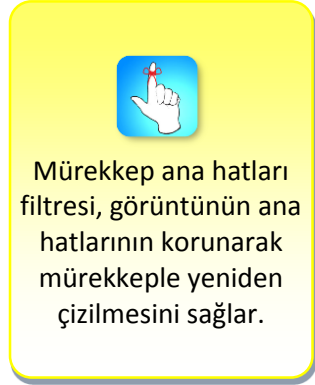 Mürekkep ana hatları
filtresi, görüntünün ana
hatlarının korunarak
mürekkeple yeniden
çizilmesini sağlar.